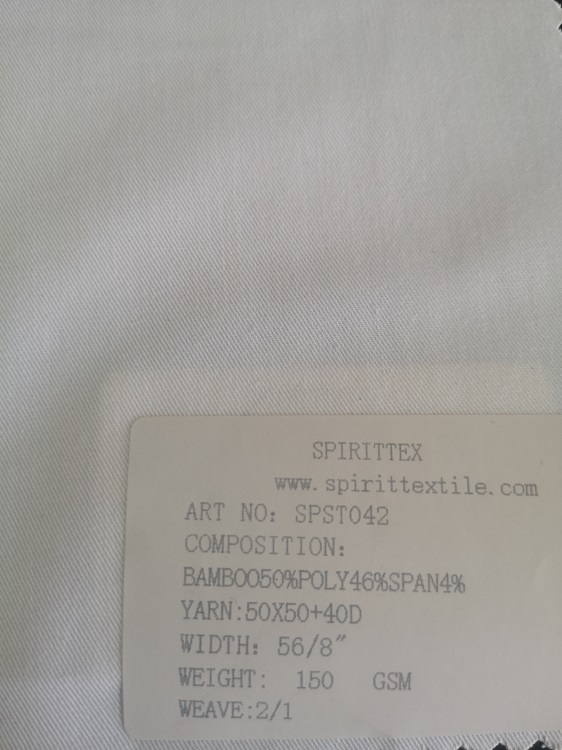 SPIRITTEX
www.spirittextile.com
ART NO: SPST042
COMPOSITION:
BAMBOO50%POLY46%SPAN4%
YARN:50X50+40D
WIDTH: 56/8″
WEIGHT: 150 GSM
WEAVE:2/1